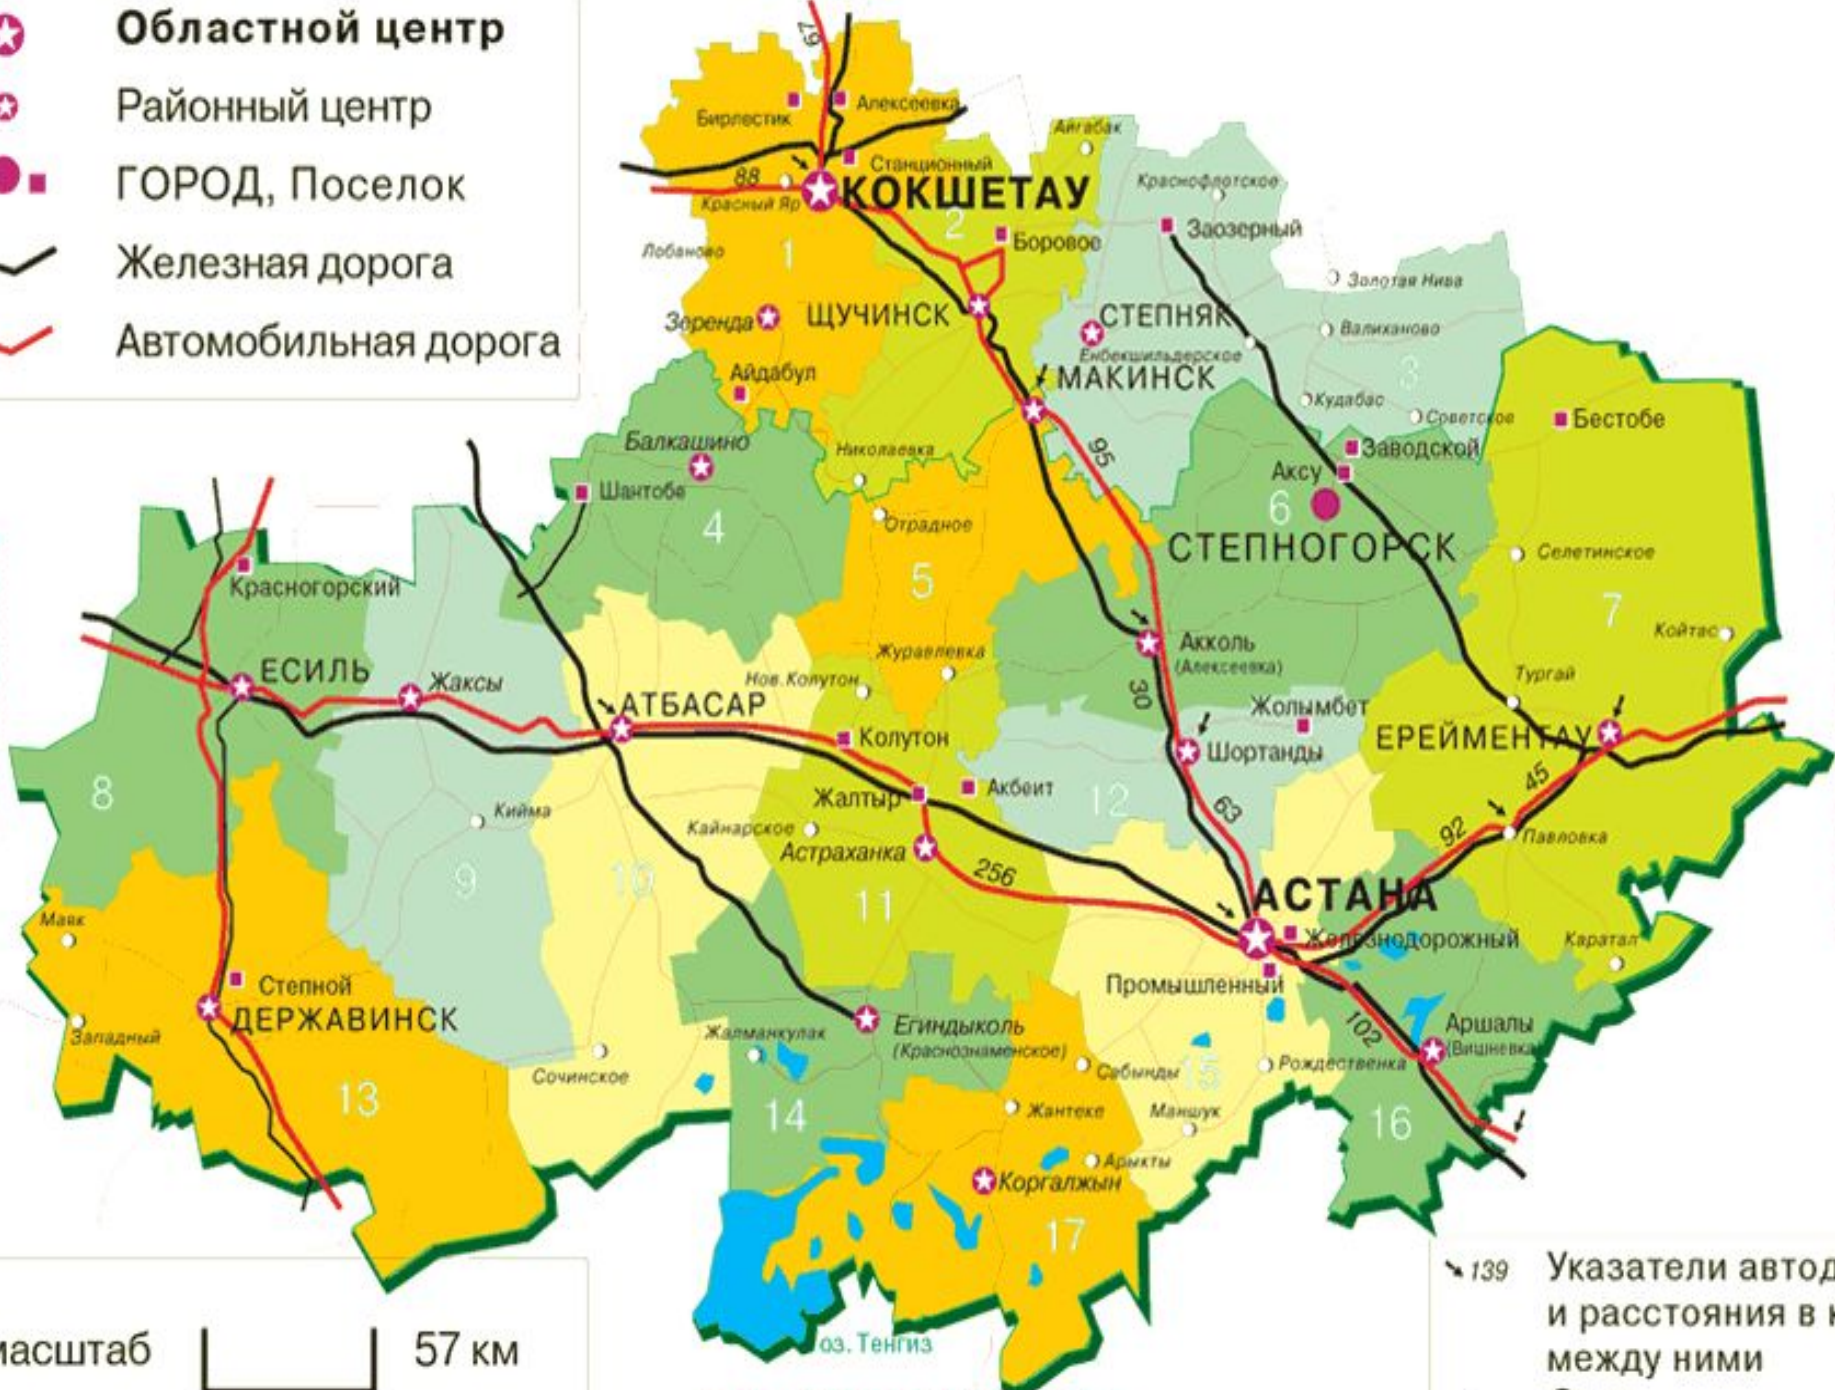 Областной центр
Районный центр
ГОРОД, Поселок
Железная дорога
Автомобильная дорога
67
Бирлестик
Алексеевка
Айгабак
Станционный
88
Красный Яр
КОКШЕТАУ
Краснофлотское
2
Заозерный
Боровое
Лобаново
1
Золотая Нива
Зеренда
ЩУЧИНСК
СТЕПНЯК
Валиханово
Енбекшильдерское
Айдабул
МАКИНСК
3
Кудабас
Советское
Бестобе
Балкашино
Николаевка
95
Заводской
Аксу
Шантобе
6
4
Отрадное
СТЕПНОГОРСК
Селетинское
Красногорский
5
7
Койтас
Журавлевка
Акколь
(Алексеевка)
ЕСИЛЬ
Жаксы
Нов.Колутон
30
Тургай
АТБАСАР
Жолымбет
Колутон
Шортанды
ЕРЕЙМЕНТАУ
8
Жалтыр
Акбеит
12
45
Кийма
63
Кайнарское
92
Павловка
Астраханка
9
10
256
11
АСТАНА
Маяк
Железнодорожный
Каратал
Степной
Промышленный
ДЕРЖАВИНСК
Западный
Жалманкулак
Егиндыколь
(Краснознаменское)
102
Аршалы
(Вишневка)
Сочинское
Сабынды
15
Рождественка
13
14
Жантеке
Маншук
16
Арыкты
Коргалжын
17
139
Указатели автод
и расстояния в к
между ними
масштаб
57 км
оз. Тенгиз